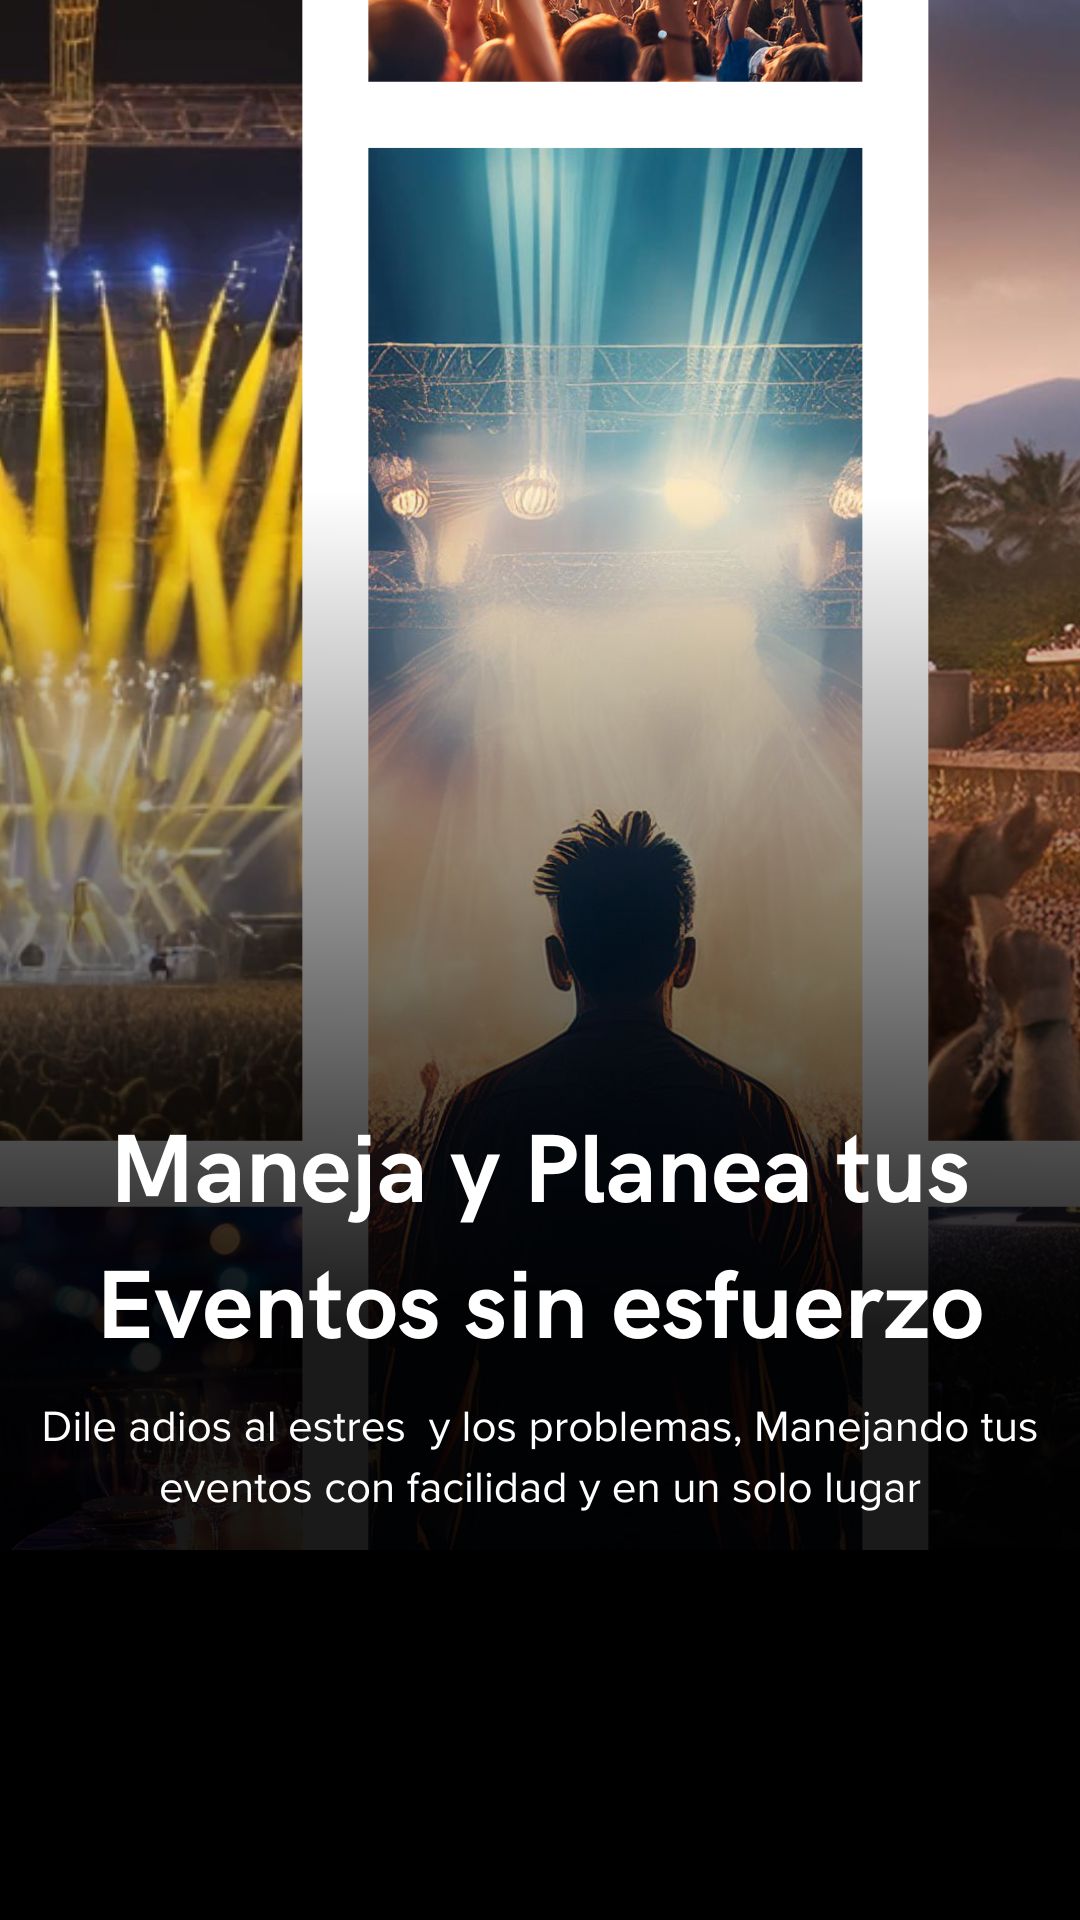 Maneja y Planea tus
Eventos sin esfuerzo
Dile adios al estres  y los problemas, Manejando tus
eventos con facilidad y en un solo lugar